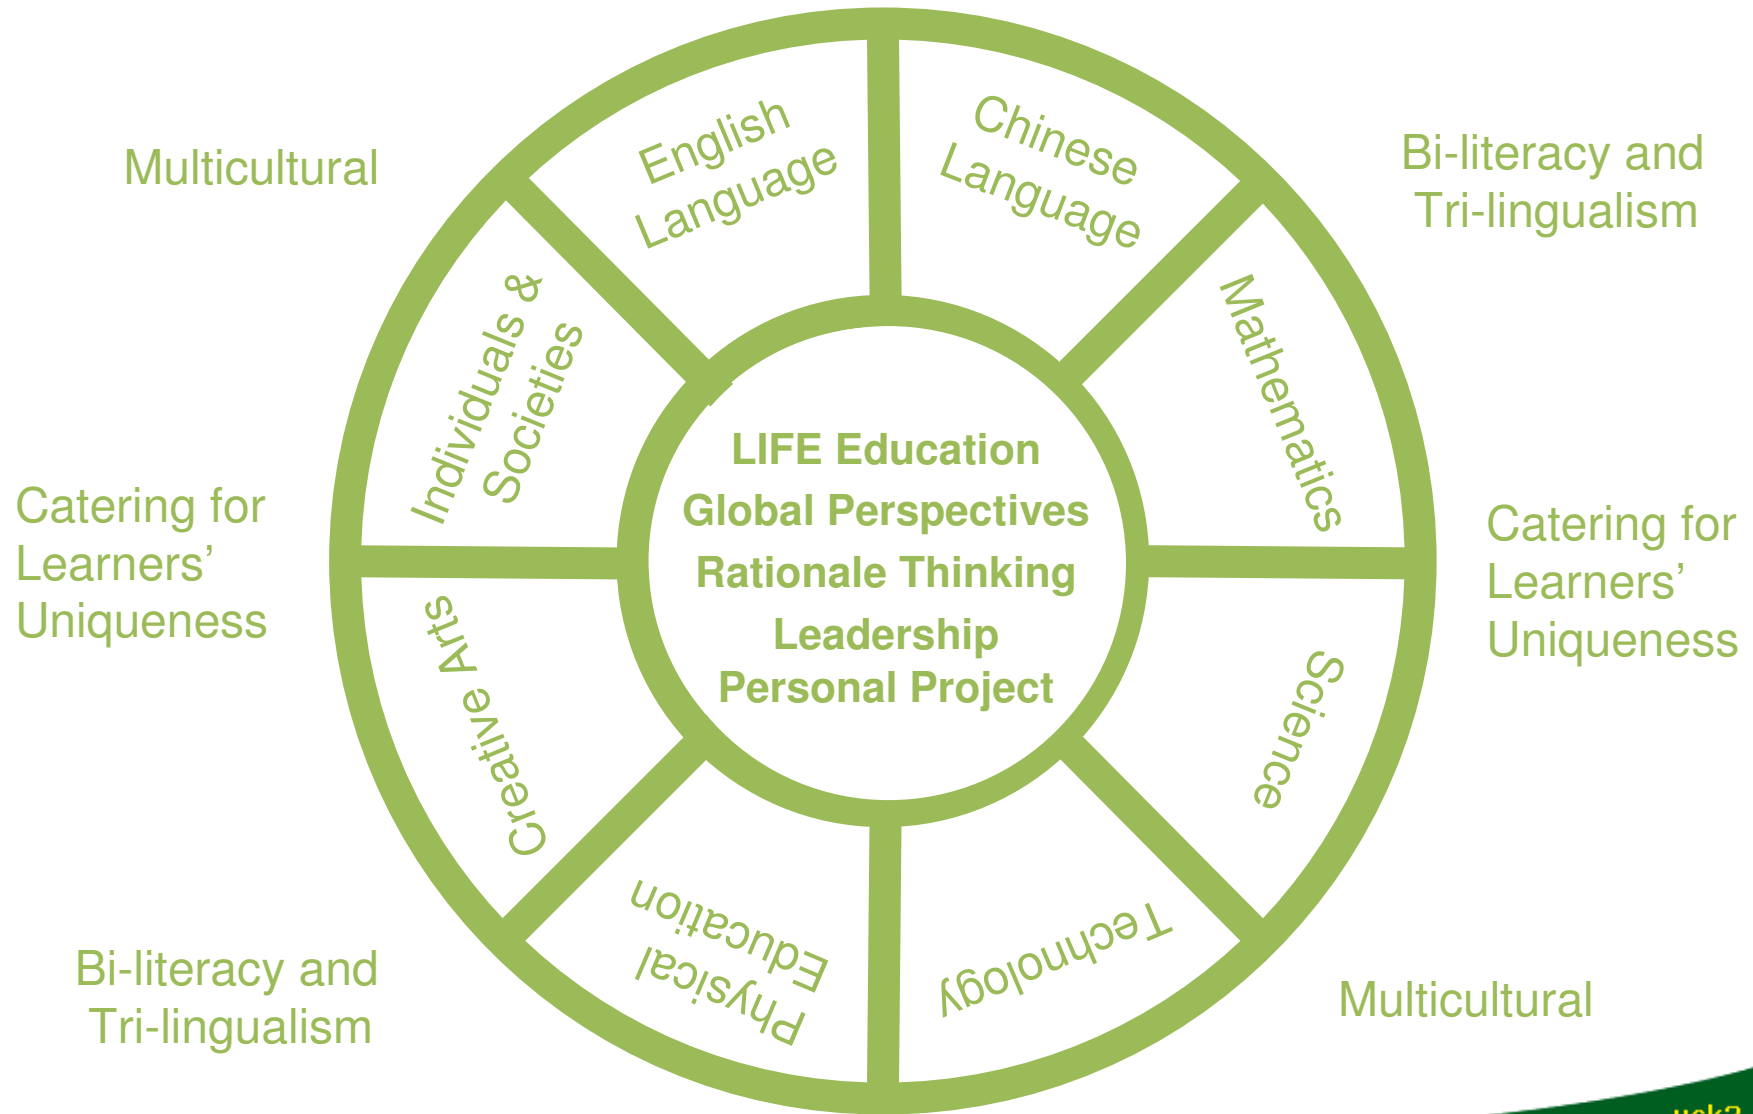 Multicultural
English
Language
Chinese
Language
Bi-literacy and
Tri-lingualism
Individuals &
Societies
Mathematics
Catering for
Learners’
Uniqueness
LIFE Education
Global Perspectives
Rationale Thinking
Leadership
Personal Project
Catering for
Learners’
Uniqueness
Creative Arts
Science
Physical
Education
Technology
Bi-literacy and
Tri-lingualism
Multicultural